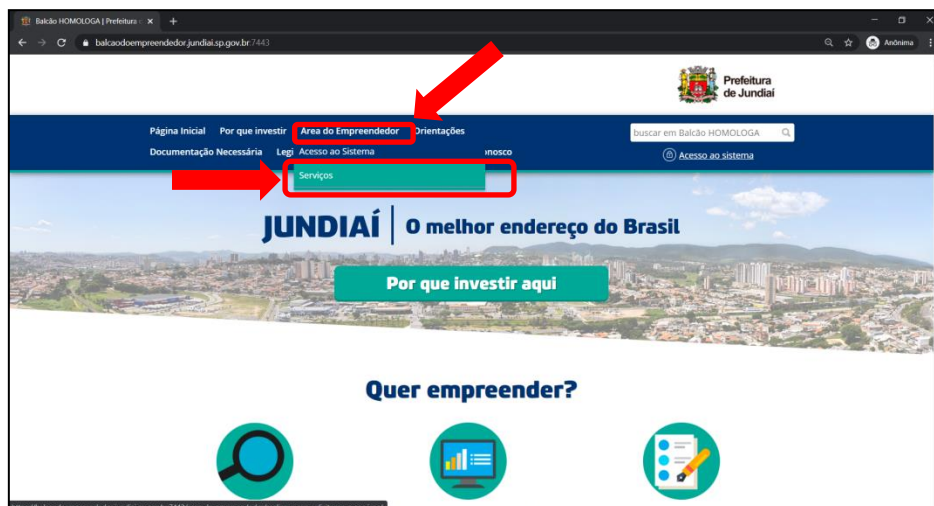 Balcão HOMOLOGA | Prefeitura
Anônima
balcaodoempreendedor.jundiai.sp.gov.br:7443
Prefeitura
de Jundiaí
Página Inicial Por que investir Area do Empreendedor Orientações
buscar em Balcão HOMOLOGA
Documentação Necessária Legi Acesso ao Sistema onosco
Acesso ao sistema
Serviços
JUNDIAÍ | O melhor endereço do Brasil
Por que investir aqui
Quer empreender?